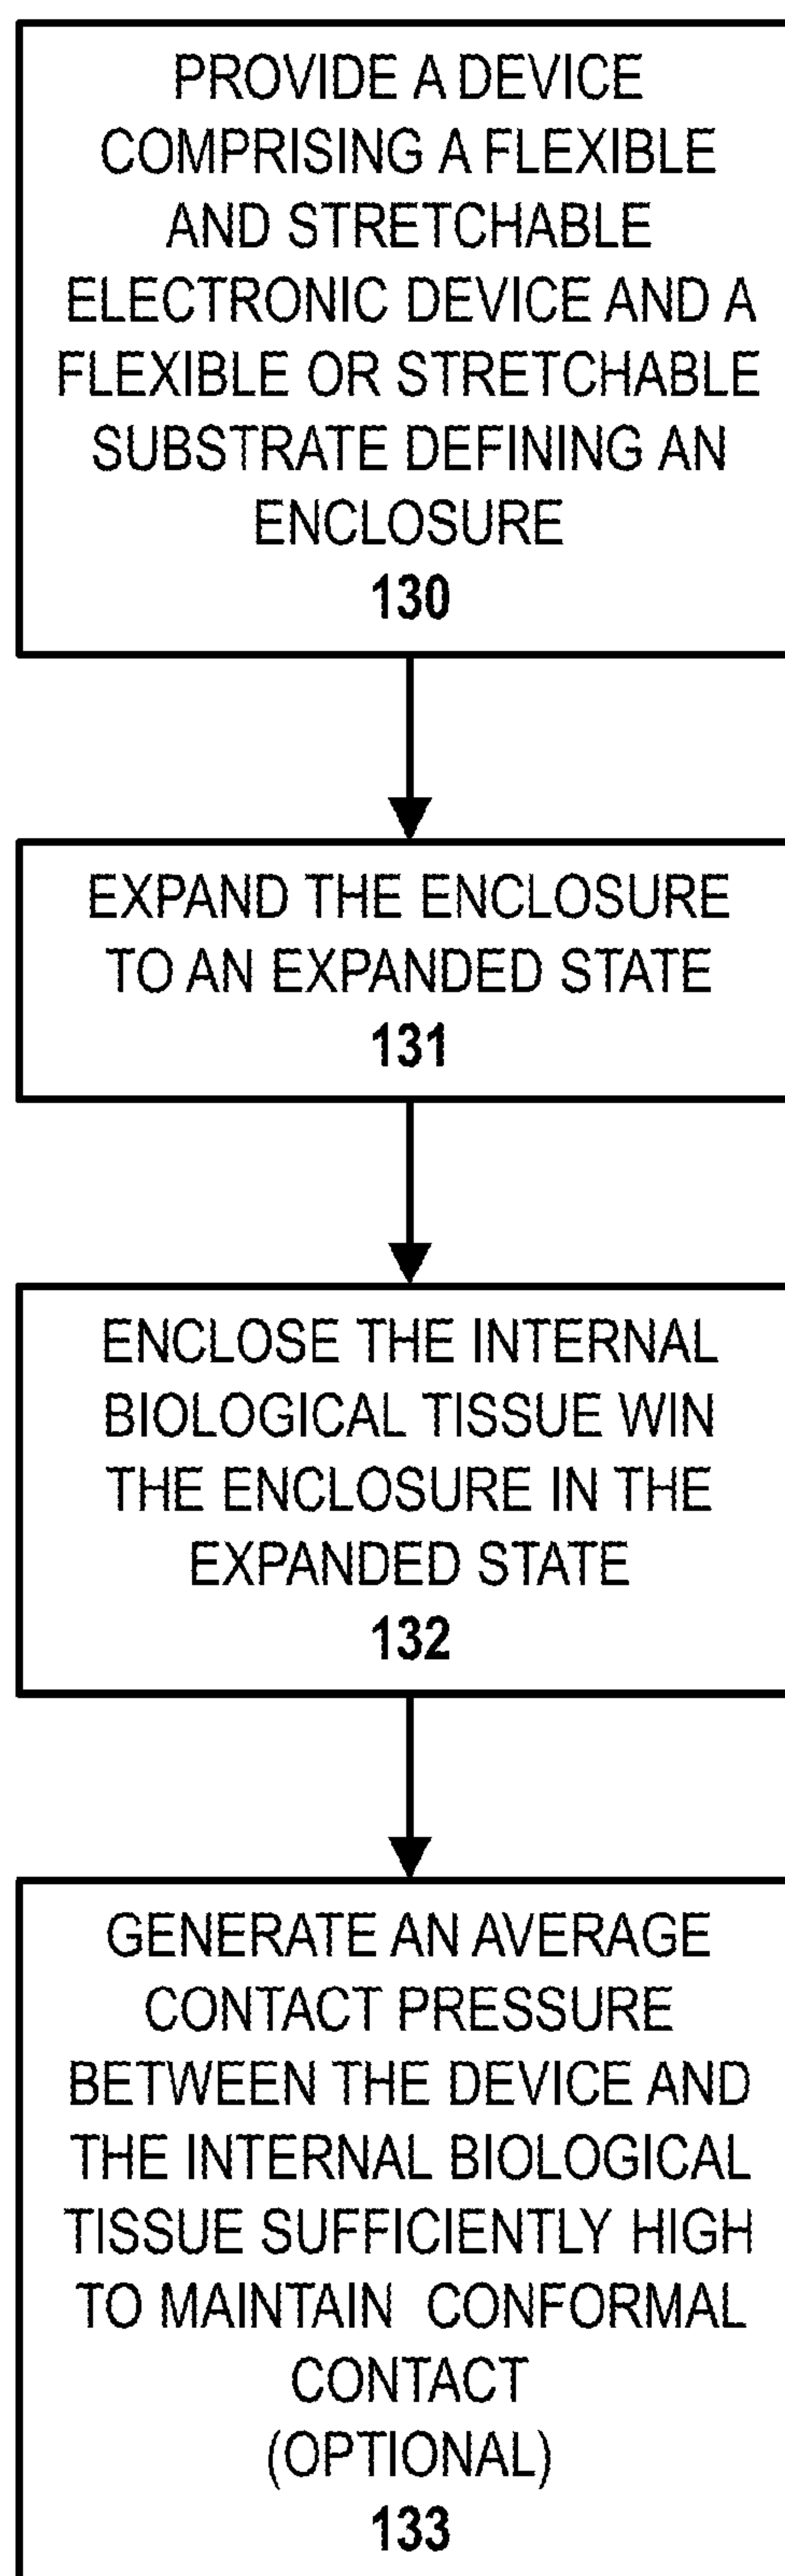 PROVIDE A DEVICE
COMPRISING A FLEXIBLE
AND STRETCHABLE
ELECTRONIC DEVICE AND A
FLEXIBLE OR STRETCHABLE
SUBSTRATE DEFINING AN
ENCLOSURE
130
EXPAND THE ENCLOSURE
TO AN EXPANDED STATE
131
ENCLOSE THE INTERNAL
BIOLOGICAL TISSUE WIN
THE ENCLOSURE IN THE
EXPANDED STATE
132
GENERATE AN AVERAGE
CONTACT PRESSURE
BETWEEN THE DEVICE AND
THE INTERNAL BIOLOGICAL
TISSUE SUFFICIENTLY HIGH
TO MAINTAIN CONFORMAL
CONTACT
(OPTIONAL)
133